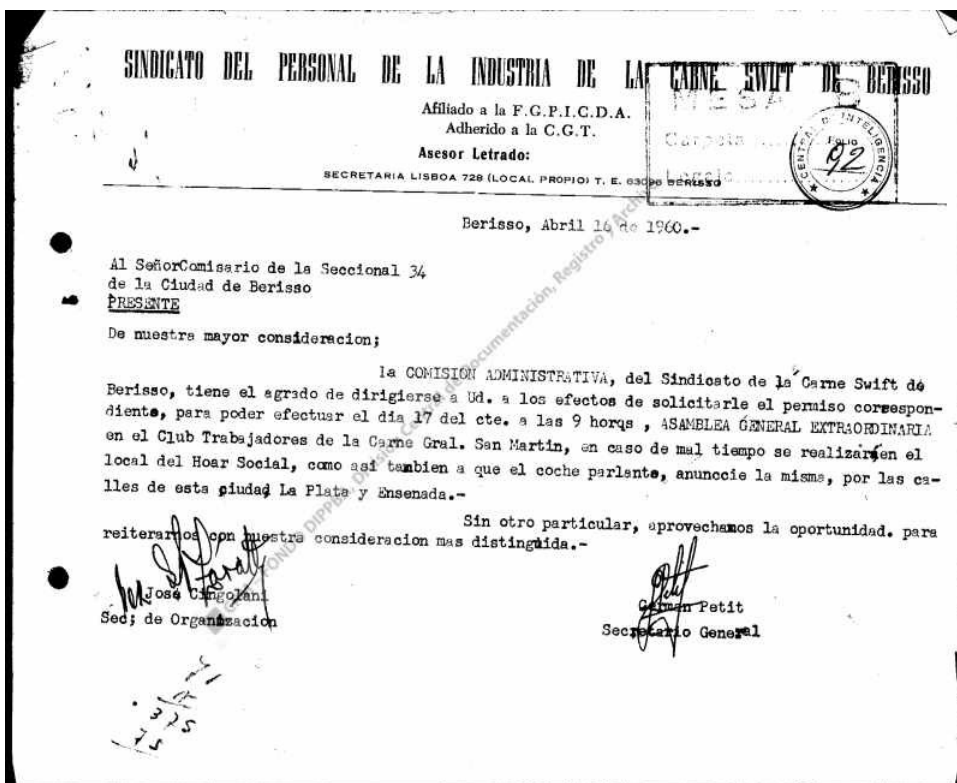 SINDICATO DEL PERSONAL DE LA INDUSTRIA DE LA CARNE SWIFT DE BERISSO
Afiliado a la F.G.P.I.C.D.A.
Adherido a la C.G.T.
Asesor Letrado:
SECRETARIA LISBOA 728 (LOCAL PROPIO) T. E. 63096 BERISSO
MESA B
Carpeta
Legajo
CENTRAL DE INTELIGENCIA
FOLIO
92
Berisso, Abril 16 de 1960.-
Al SeñorComisario de la Seccional 34
de la Ciudad de Berisso
PRESENTE
De nuestra mayor consideracion;
la COMISION ADMINISTRATIVA, del Sindicato de la Carne Swift de
Berisso, tiene el agrado de dirigierse a Ud. a los efectos de solicitarle el permiso correspon-
diente, para poder efectuar el dia 17 del cte. a las 9 horqs , ASAMBLEA GENERAL EXTRAORDINARIA
en el Club Trabajadores de la Carne Gral. San Martin, en caso de mal tiempo se realizará en el
local del Hoar Social, como asi tambien a que el coche parlante, anunccie la misma, por las ca-
lles de esta ciudad La Plata y Ensenada.-
Sin otro particular, aprovechamos la oportunidad. para
reiterarnos con nuestra consideracion mas distinguida.-
José Cingolani
Sec; de Organizacion
German Petit
Secretario General
375
75